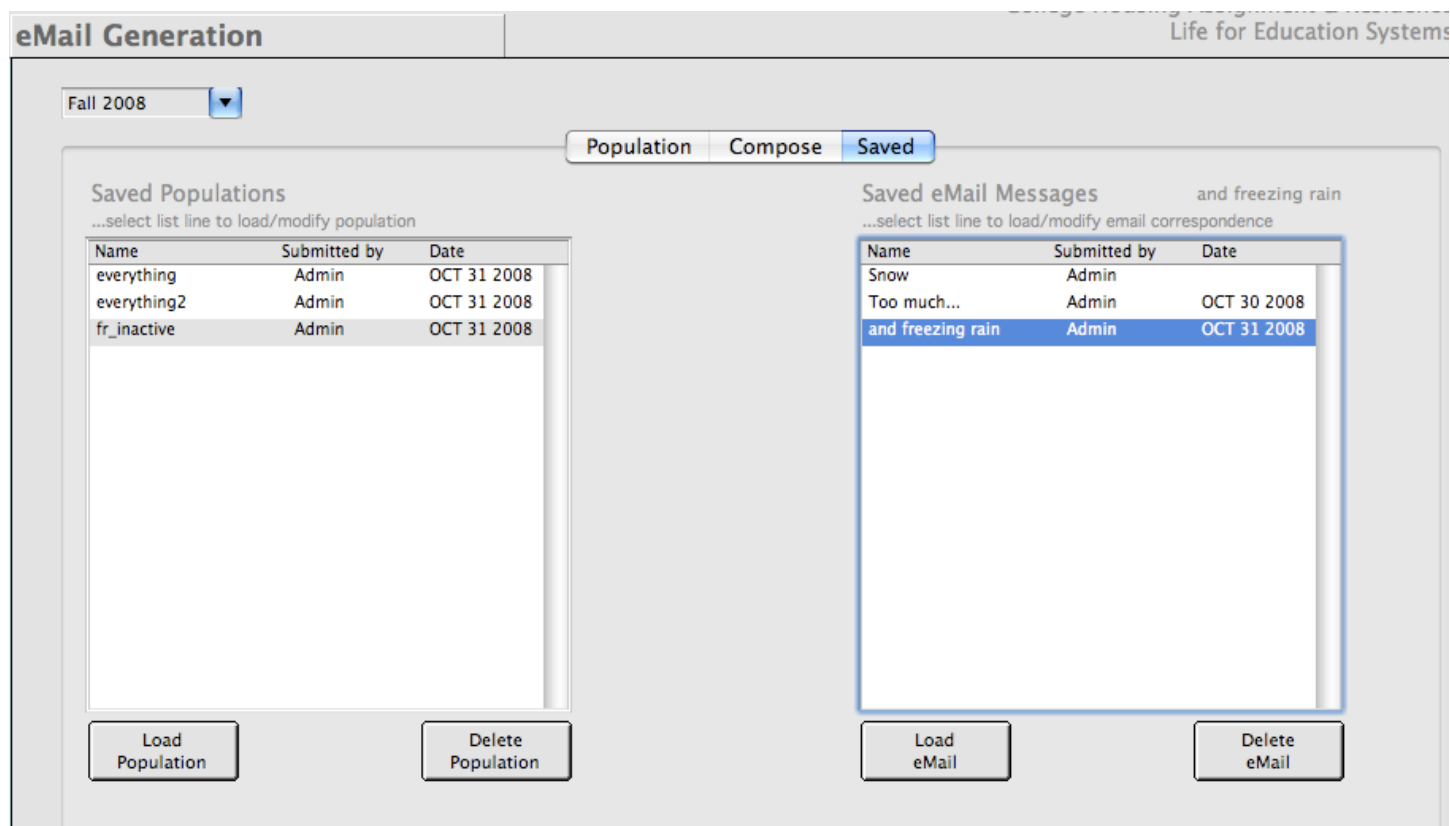 eMail Generation
Life for Education Systems
Fall 2008
Population Compose Saved
Saved Populations
...select list line to load/modify population
Name Submitted by Date
everything Admin OCT 31 2008
everything2 Admin OCT 31 2008
fr_inactive Admin OCT 31 2008
Load
Population
Delete
Population
Saved eMail Messages and freezing rain
...select list line to load/modify email correspondence
Name Submitted by Date
Snow Admin
Too much... Admin OCT 30 2008
and freezing rain Admin OCT 31 2008
Load
eMail
Delete
eMail